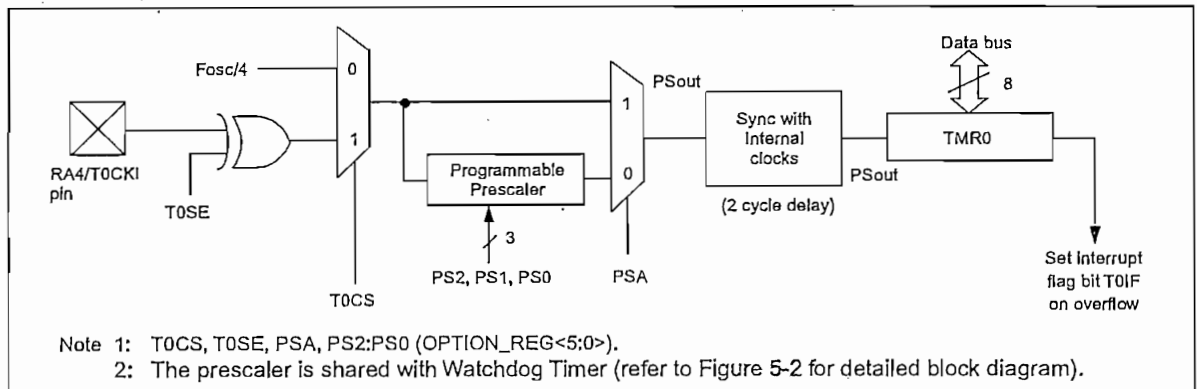 Data bus
8
Fosc/4
0
1
RA4/T0CKI
pin
T0SE
T0CS
Programmable
Prescaler
3
PS2, PS1, PS0
1
0
PSA
PSout
Sync with
Internal
clocks
(2 cycle delay)
PSout
TMR0
Set interrupt
flag bit T0IF
on overflow
Note 1: T0CS, T0SE, PSA, PS2:PS0 (OPTION_REG<5:0>).
2: The prescaler is shared with Watchdog Timer (refer to Figure 5-2 for detailed block diagram).